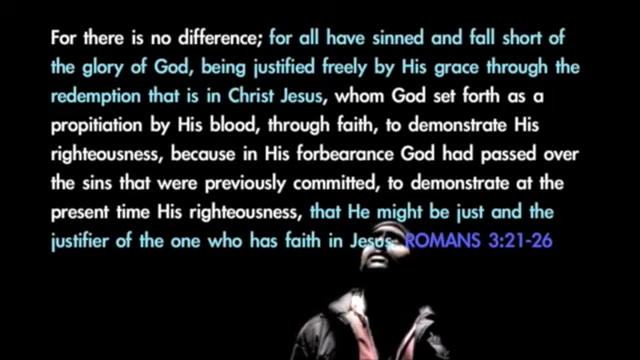 For there is no difference; for all have sinned and fall short of
the glory of God, being justified freely by His grace through the
redemption that is in Christ Jesus, whom God set forth as a
propitiation by His blood, through faith, to demonstrate His
righteousness, because in His forbearance God had passed over
the sins that were previously committed, to demonstrate at the
present time His righteousness, that He might be just and the
justifier of the one who has faith in Jesus. ROMANS 3:21-26